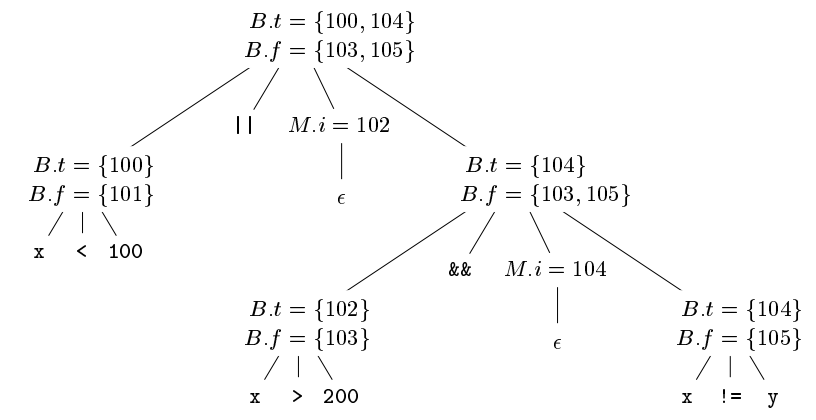 B.t = {100, 104}
B.f = {103, 105}
|| M.i = 102
B.t = {100} B.t = {104}
B.f = {101} ϵ B.f = {103, 105}
x < 100
&& M.i = 104
B.t = {102} B.t = {104}
B.f = {103} ϵ B.f = {105}
x > 200 x != y